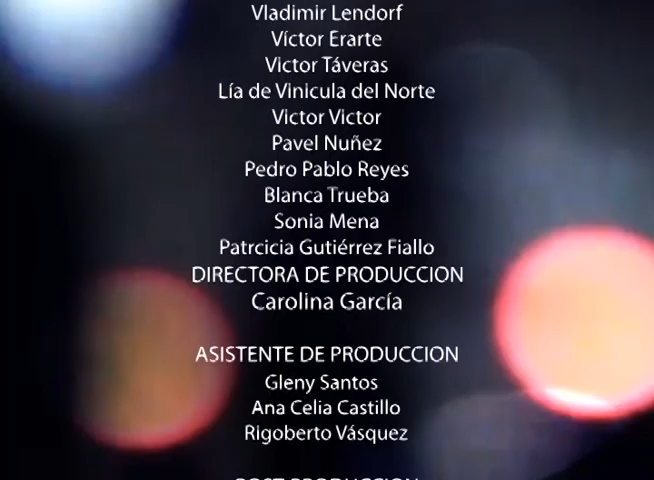 Vladimir Lendorf
Víctor Erarte
Victor Táveras
Lía de Vinicula del Norte
Victor Victor
Pavel Nuñez
Pedro Pablo Reyes
Blanca Trueba
Sonia Mena
Patrcicia Gutiérrez Fiallo
DIRECTORA DE PRODUCCION
Carolina García
ASISTENTE DE PRODUCCION
Gleny Santos
Ana Celia Castillo
Rigoberto Vásquez
POST PRODUCCION